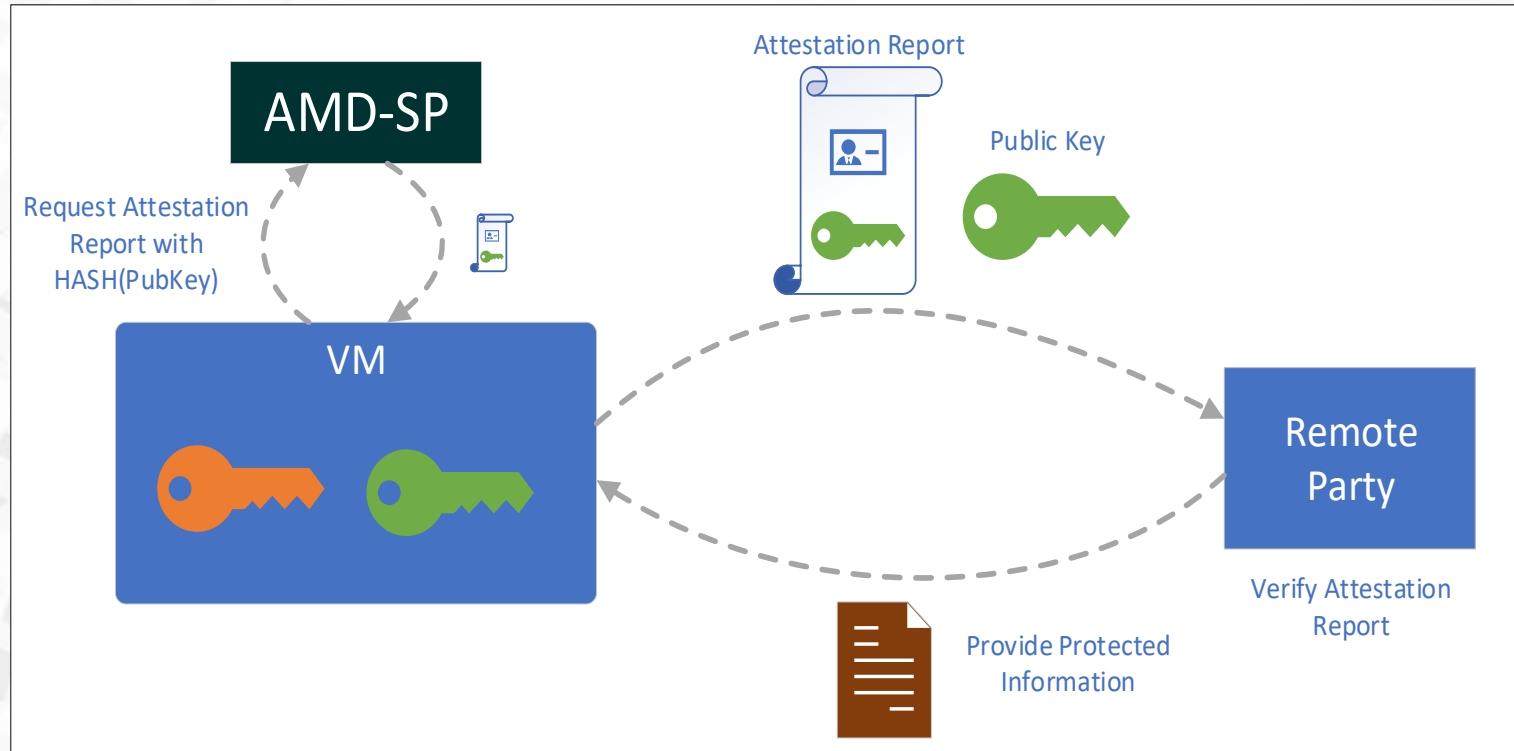 Attestation Report
AMD-SP
Public Key
Request Attestation
Report with
HASH(PubKey)
VM
Remote
Party
Verify Attestation
Report
Provide Protected
Information